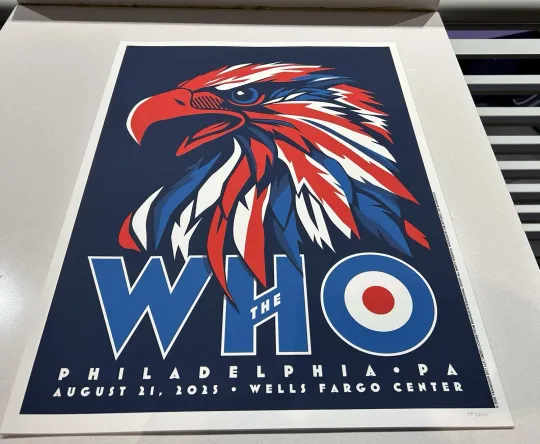 THE
WHO
PHILADELPHIA • PA
AUGUST 21, 2025 • WELLS FARGO CENTER